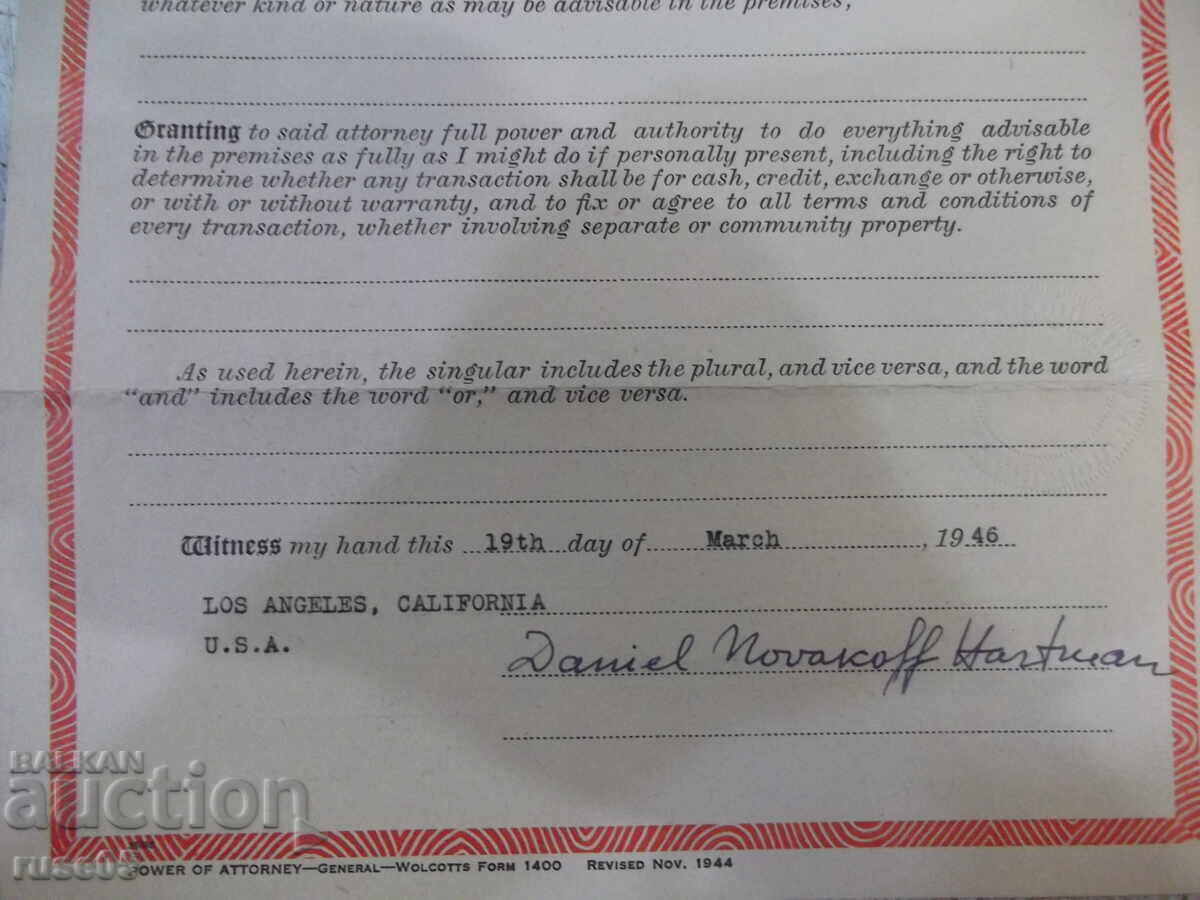 whatever kind or nature as may be advisable in the premises,
Granting to said attorney full power and authority to do everything advisable
in the premises as fully as I might do if personally present, including the right to
determine whether any transaction shall be for cash, credit, exchange or otherwise,
or with or without warranty, and to fix or agree to all terms and conditions of
every transaction, whether involving separate or community property.
As used herein, the singular includes the plural, and vice versa, and the word
“and” includes the word “or,” and vice versa.
Witness my hand this 19th day of March, 1946
LOS ANGELES, CALIFORNIA
U.S.A.
Daniel Novakoff Hartman
BALKAN
auction
ruse05
POWER OF ATTORNEY—GENERAL—WOLCOTTS FORM 1400 REVISED NOV. 1944